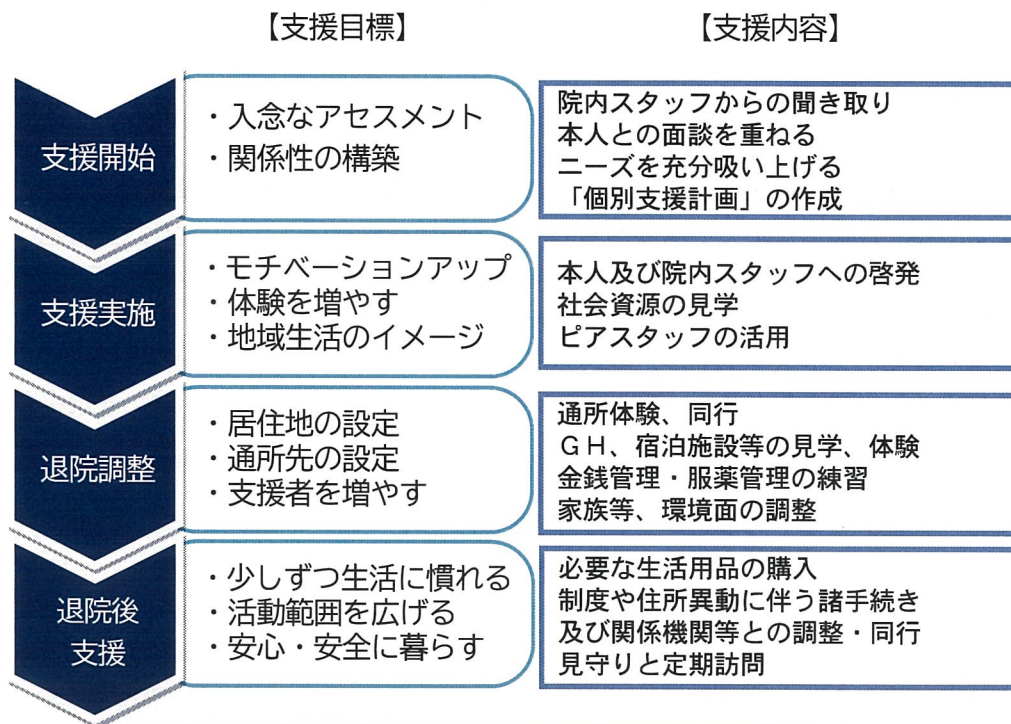 【支援目標】
【支援内容】
支援開始
・入念なアセスメント
・関係性の構築
院内スタッフからの聞き取り
本人との面談を重ねる
ニーズを充分吸い上げる
「個別支援計画」の作成
支援実施
・モチベーションアップ
・体験を増やす
・地域生活のイメージ
本人及び院内スタッフへの啓発
社会資源の見学
ピアスタッフの活用
退院調整
・居住地の設定
・通所先の設定
・支援者を増やす
通所体験、同行
ＧＨ、宿泊施設等の見学、体験
金銭管理・服薬管理の練習
家族等、環境面の調整
退院後
支援
・少しずつ生活に慣れる
・活動範囲を広げる
・安心・安全に暮らす
必要な生活用品の購入
制度や住所異動に伴う諸手続き
及び関係機関等との調整・同行
見守りと定期訪問